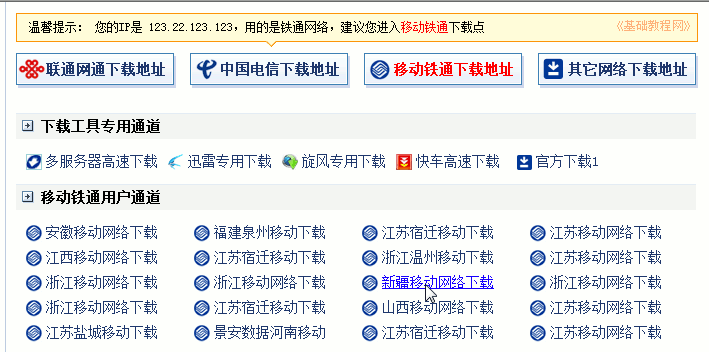 温馨提示: 您的IP是 123.22.123.123，用的是铁通网络，建议您进入移动铁通下载点 《基础教程网》
联通网通下载地址 中国电信下载地址 移动铁通下载地址 其它网络下载地址
下载工具专用通道
多服务器高速下载 迅雷专用下载 旋风专用下载 快车高速下载 官方下载1
移动铁通用户通道
安徽移动网络下载 福建泉州移动下载 江苏宿迁移动下载 江苏移动网络下载
江西移动网络下载 江苏宿迁移动下载 浙江温州移动下载 江苏移动网络下载
浙江移动网络下载 浙江移动网络下载 新疆移动网络下载 浙江移动网络下载
浙江移动网络下载 江苏宿迁移动下载 山西移动网络下载 江苏移动网络下载
江苏盐城移动下载 景安数据河南移动 江苏宿迁移动下载 江苏移动网络下载